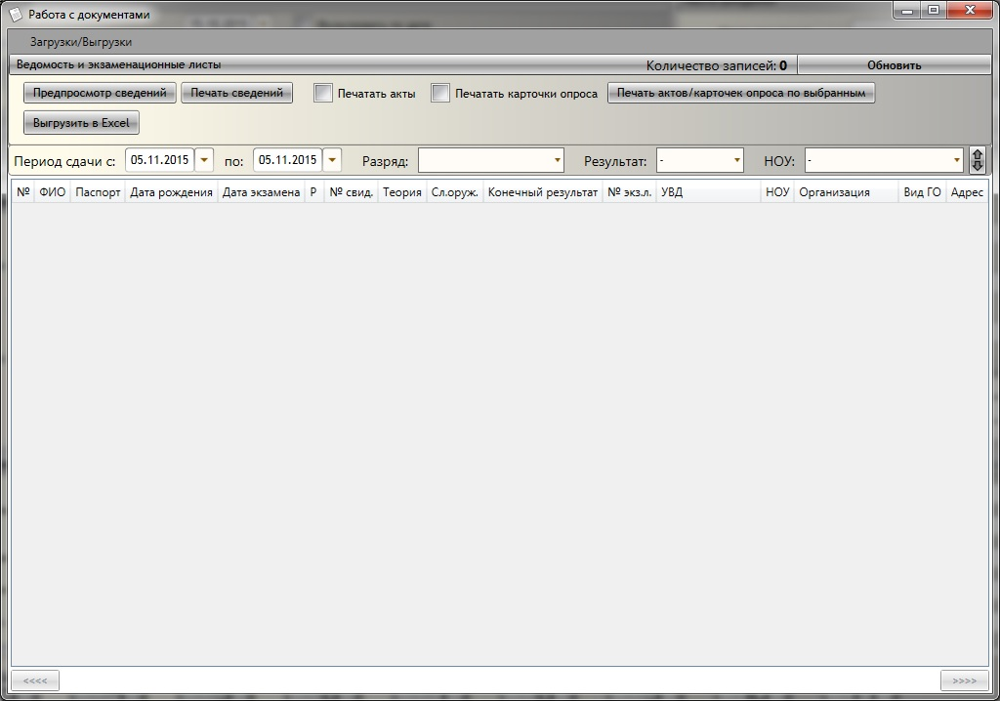 Работа с документами
Загрузки/Выгрузки
Ведомость и экзаменационные листы Количество записей: 0 Обновить
Предпросмотр сведений Печать сведений Печатать акты Печатать карточки опроса Печать актов/карточек опроса по выбранным
Выгрузить в Excel
Период сдачи с: 05.11.2015 по: 05.11.2015 Разряд: Результат: - НОУ: -
№ ФИО Паспорт Дата рождения Дата экзамена Р № свид. Теория Сл.оруж. Конечный результат № экз.л. УВД НОУ Организация Вид ГО Адрес
<<<< >>>>